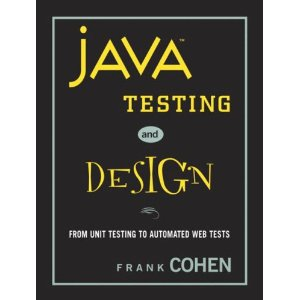 JAVA™
TESTING
and
DESIGN
FROM UNIT TESTING TO AUTOMATED WEB TESTS
FRANK COHEN